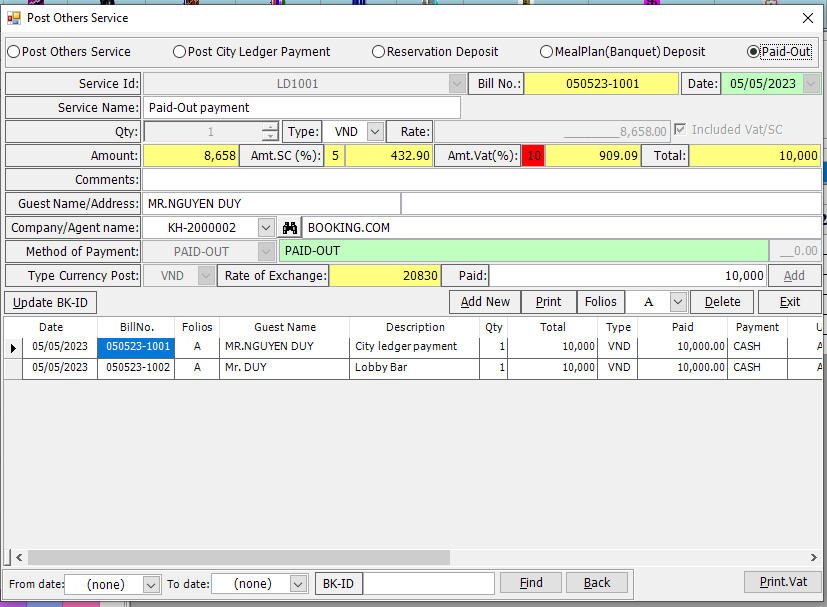 Post Others Service
Post Others Service Post City Ledger Payment Reservation Deposit MealPlan(Banquet) Deposit Paid-Out
Service Id: LD1001 Bill No.: 050523-1001 Date: 05/05/2023
Service Name: Paid-Out payment
Qty: 1 Type: VND Rate: ________8,658.00 Included Vat/SC
Amount: 8,658 Amt.SC (%): 5 432.90 Amt.Vat(%): 10 909.09 Total: 10,000
Comments:
Guest Name/Address: MR.NGUYEN DUY
Company/Agent name: KH-2000002 BOOKING.COM
Method of Payment: PAID-OUT PAID-OUT __0.00
Type Currency Post: VND Rate of Exchange: 20830 Paid: 10,000 Add
Update BK-ID Add New Print Folios A Delete Exit
Date BillNo. Folios Guest Name Description Qty Total Type Paid Payment U
05/05/2023 050523-1001 A MR.NGUYEN DUY City ledger payment 1 10,000 VND 10,000.00 CASH A
05/05/2023 050523-1002 A Mr. DUY Lobby Bar 1 10,000 VND 10,000.00 CASH A
From date: (none) To date: (none) BK-ID Find Back Print.Vat